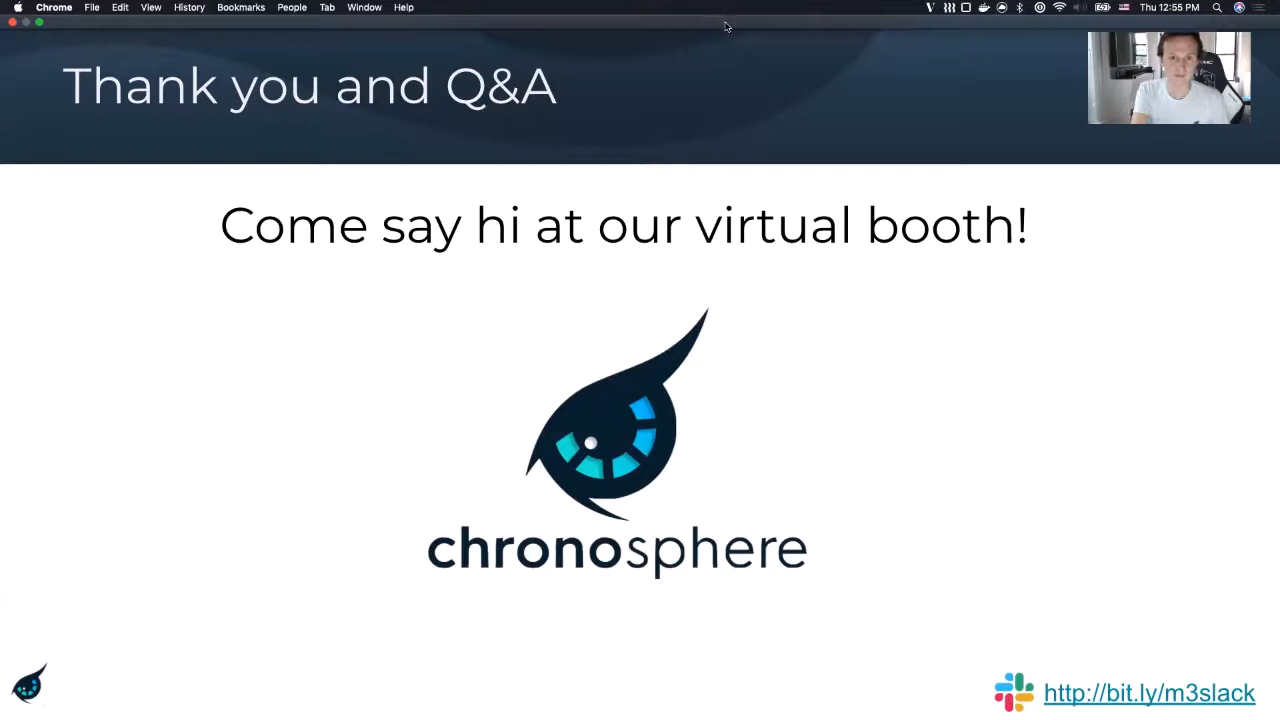 Chrome File Edit View History Bookmarks People Tab Window Help Thu 12:55 PM
Thank you and Q&A
Come say hi at our virtual booth!
chronosphere
http://bit.ly/m3slack